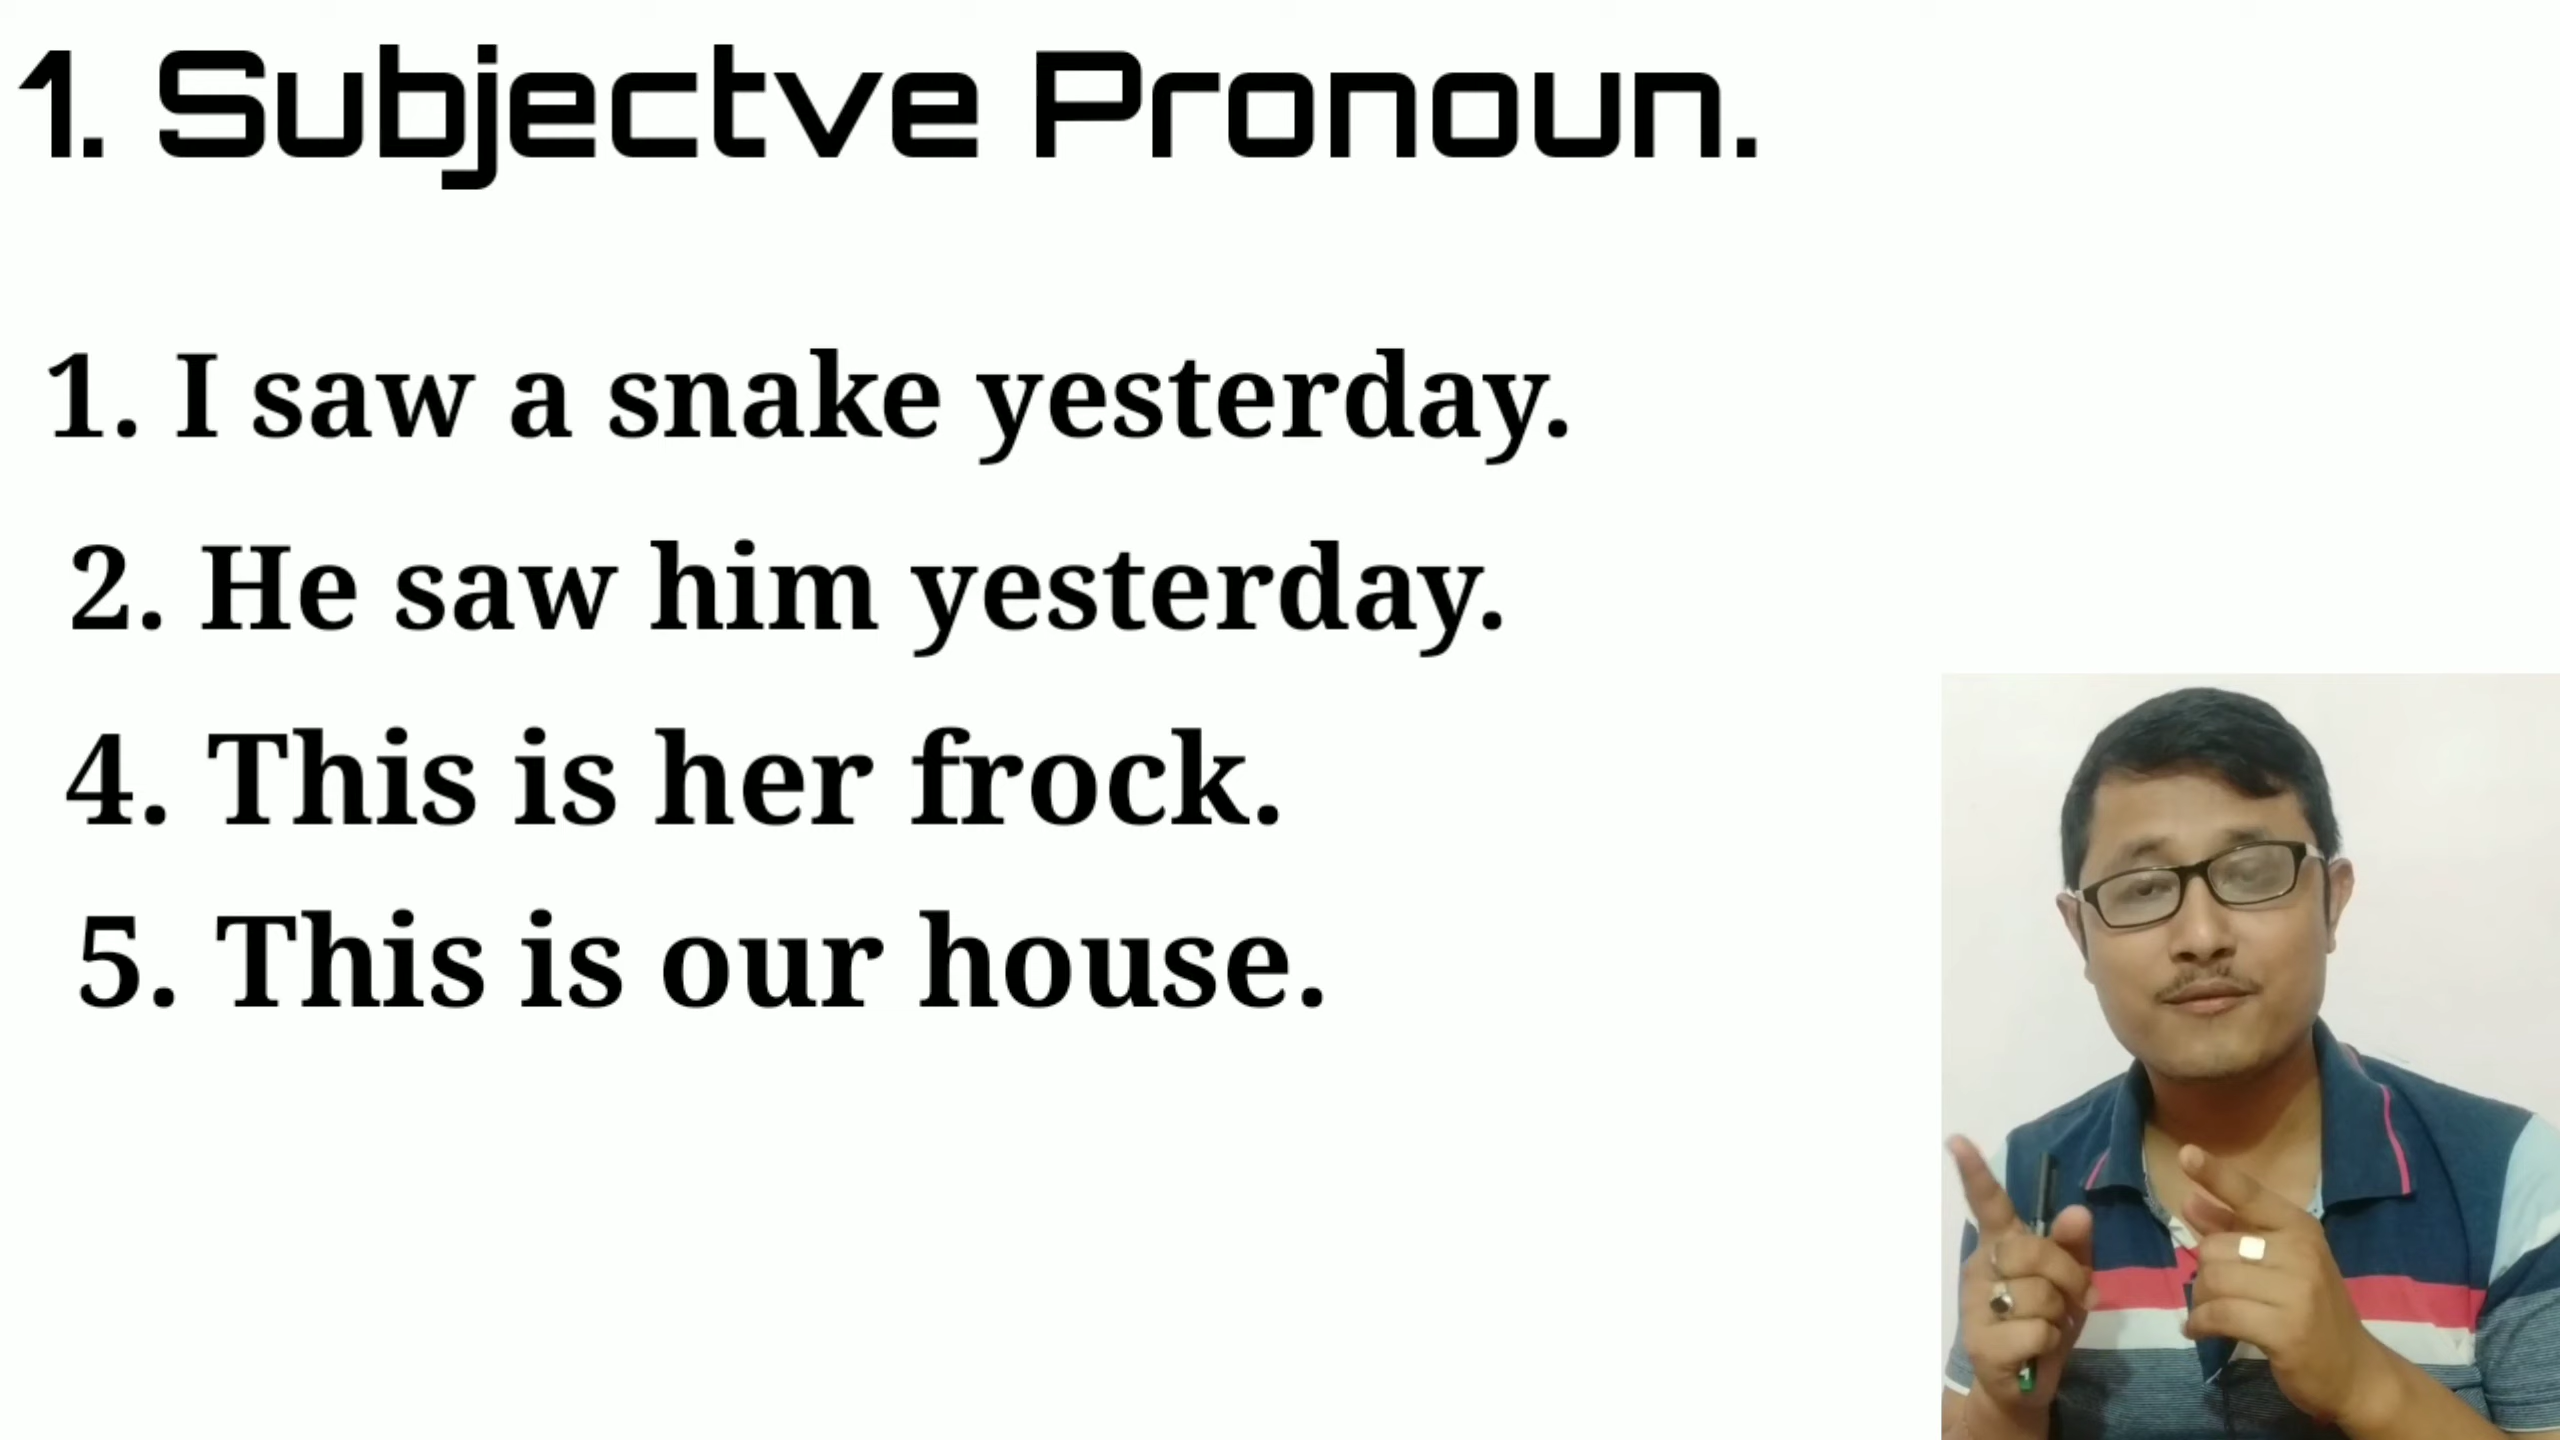 1. Subjectve Pronoun.
1. I saw a snake yesterday.
2. He saw him yesterday.
4. This is her frock.
5. This is our house.